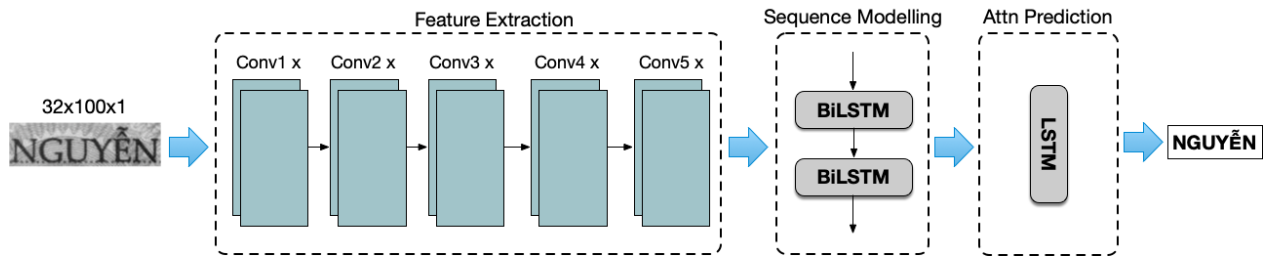 Feature Extraction
Sequence Modelling
Attn Prediction
Conv1 x
Conv2 x
Conv3 x
Conv4 x
Conv5 x
32x100x1
NGUYỄN
BiLSTM
BiLSTM
LSTM
NGUYỄN